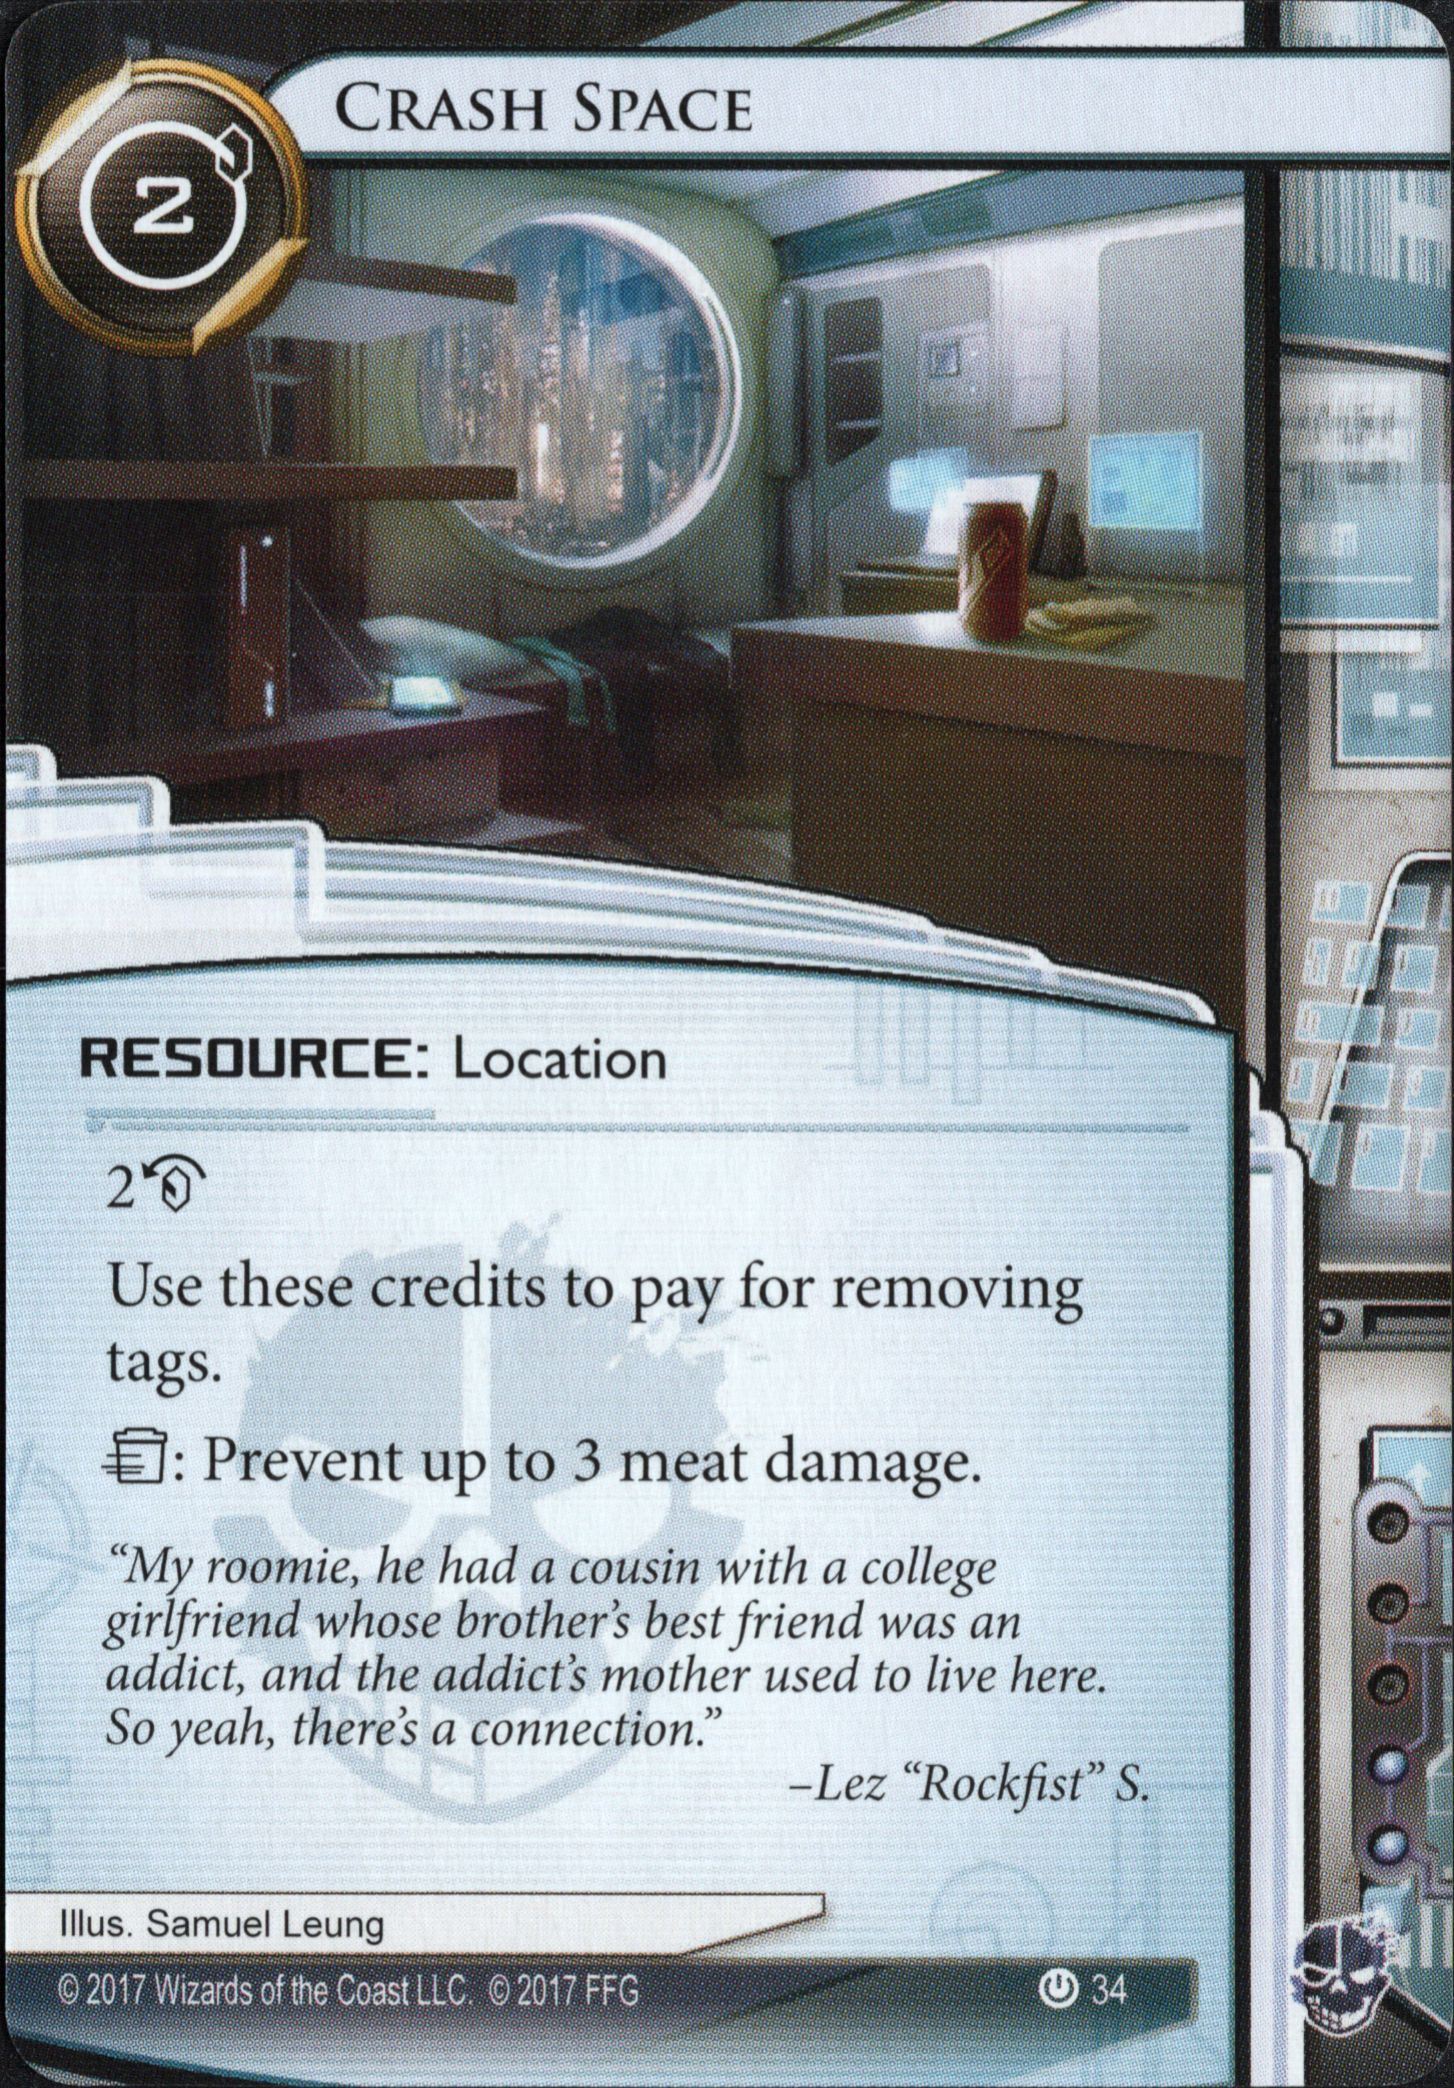 Crash Space
2
RESOURCE: Location
2
Use these credits to pay for removing
tags.
: Prevent up to 3 meat damage.
“My roomie, he had a cousin with a college
girlfriend whose brother’s best friend was an
addict, and the addict’s mother used to live here.
So yeah, there’s a connection.”
–Lez “Rockfist” S.
Illus. Samuel Leung
© 2017 Wizards of the Coast LLC. © 2017 FFG
34